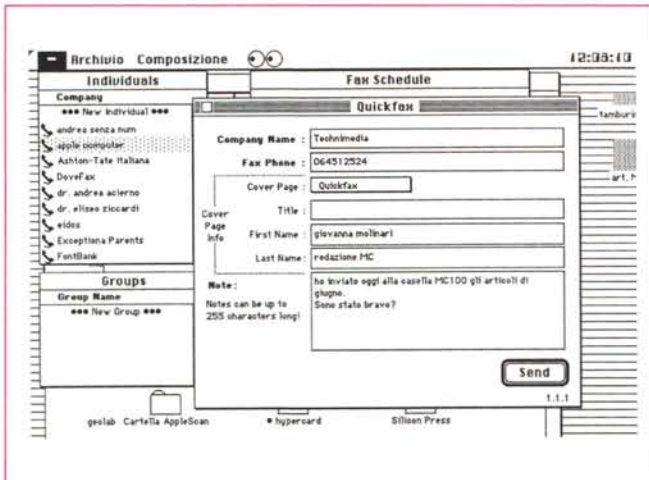 Archivio Composizione 12:08:10
Individuals
Company
*** New Individual ***
andrea senza num
apple computer
Ashton-Tate Italiana
DoveFax
dr. andrea acierno
dr. eliseo ziccardi
eidos
Exceptiona Parents
FontBank
Groups
Group Name
*** New Group ***
Fax Schedule
Quickfax
Company Name : Technimedia
Fax Phone : 064512524
Cover Page Info
Cover Page : Quickfax
Title :
First Name : giovanna molinari
Last Name : redazione MC
Note:
Notes can be up to
255 characters long!
ho inviato oggi alla casella MC100 gli articoli di
giugno.
Sono stato bravo?
Send
1.1.1
tamburi
art.
geolab Cartella AppleScan hypercard Silicon Press